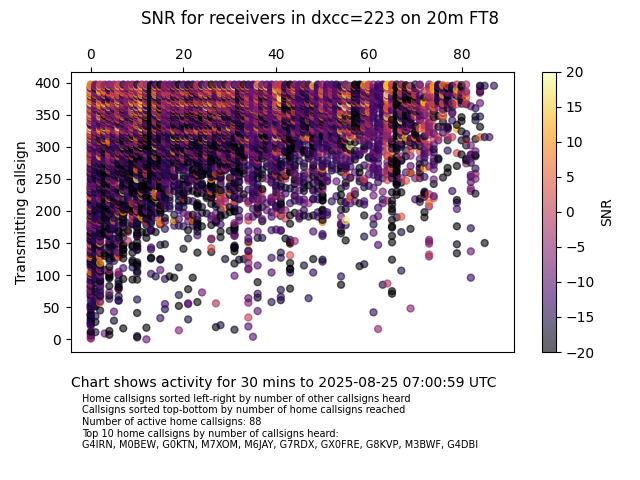 SNR for receivers in dxcc=223 on 20m FT8
0 20 40 60 80
400
350
300
250
200
150
100
50
0
Transmitting callsign
20
15
10
5
0
−5
−10
−15
−20
SNR
Chart shows activity for 30 mins to 2025-08-25 07:00:59 UTC
Home callsigns sorted left-right by number of other callsigns heard
Callsigns sorted top-bottom by number of home callsigns reached
Number of active home callsigns: 88
Top 10 home callsigns by number of callsigns heard:
G4IRN, M0BEW, G0KTN, M7XOM, M6JAY, G7RDX, GX0FRE, G8KVP, M3BWF, G4DBI